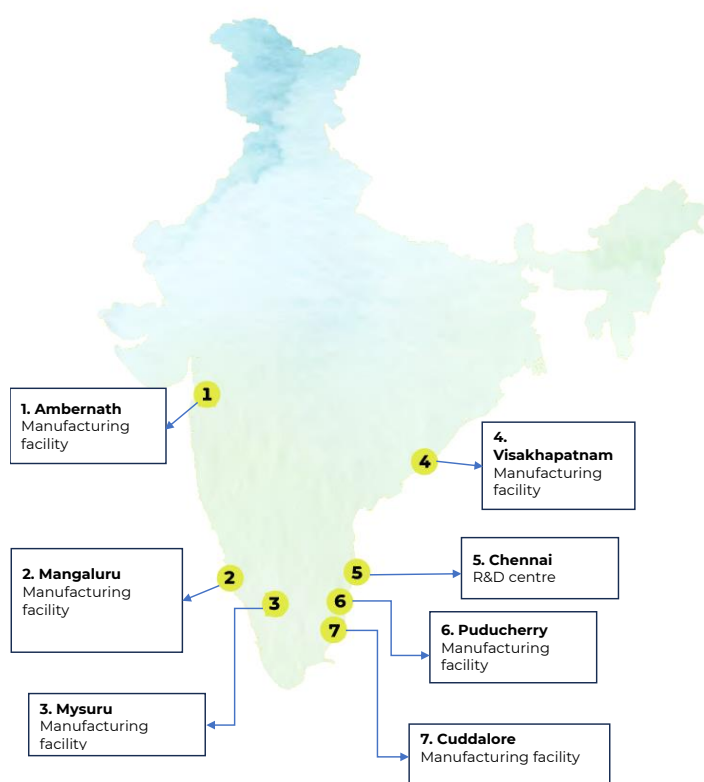 1
1. Ambernath
Manufacturing
facility
4
4.
Visakhapatnam
Manufacturing
facility
2
2. Mangaluru
Manufacturing
facility
5
5. Chennai
R&D centre
3
6
6. Puducherry
Manufacturing
facility
7
3. Mysuru
Manufacturing
facility
7. Cuddalore
Manufacturing facility